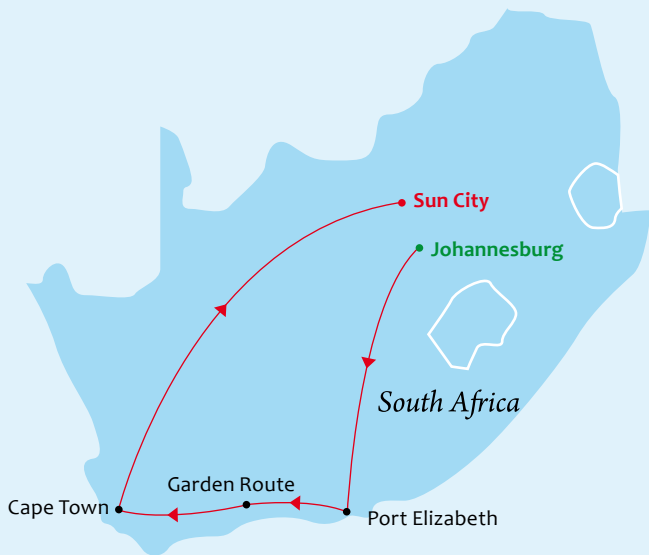 Sun City
Johannesburg
South Africa
Garden Route
Cape Town
Port Elizabeth